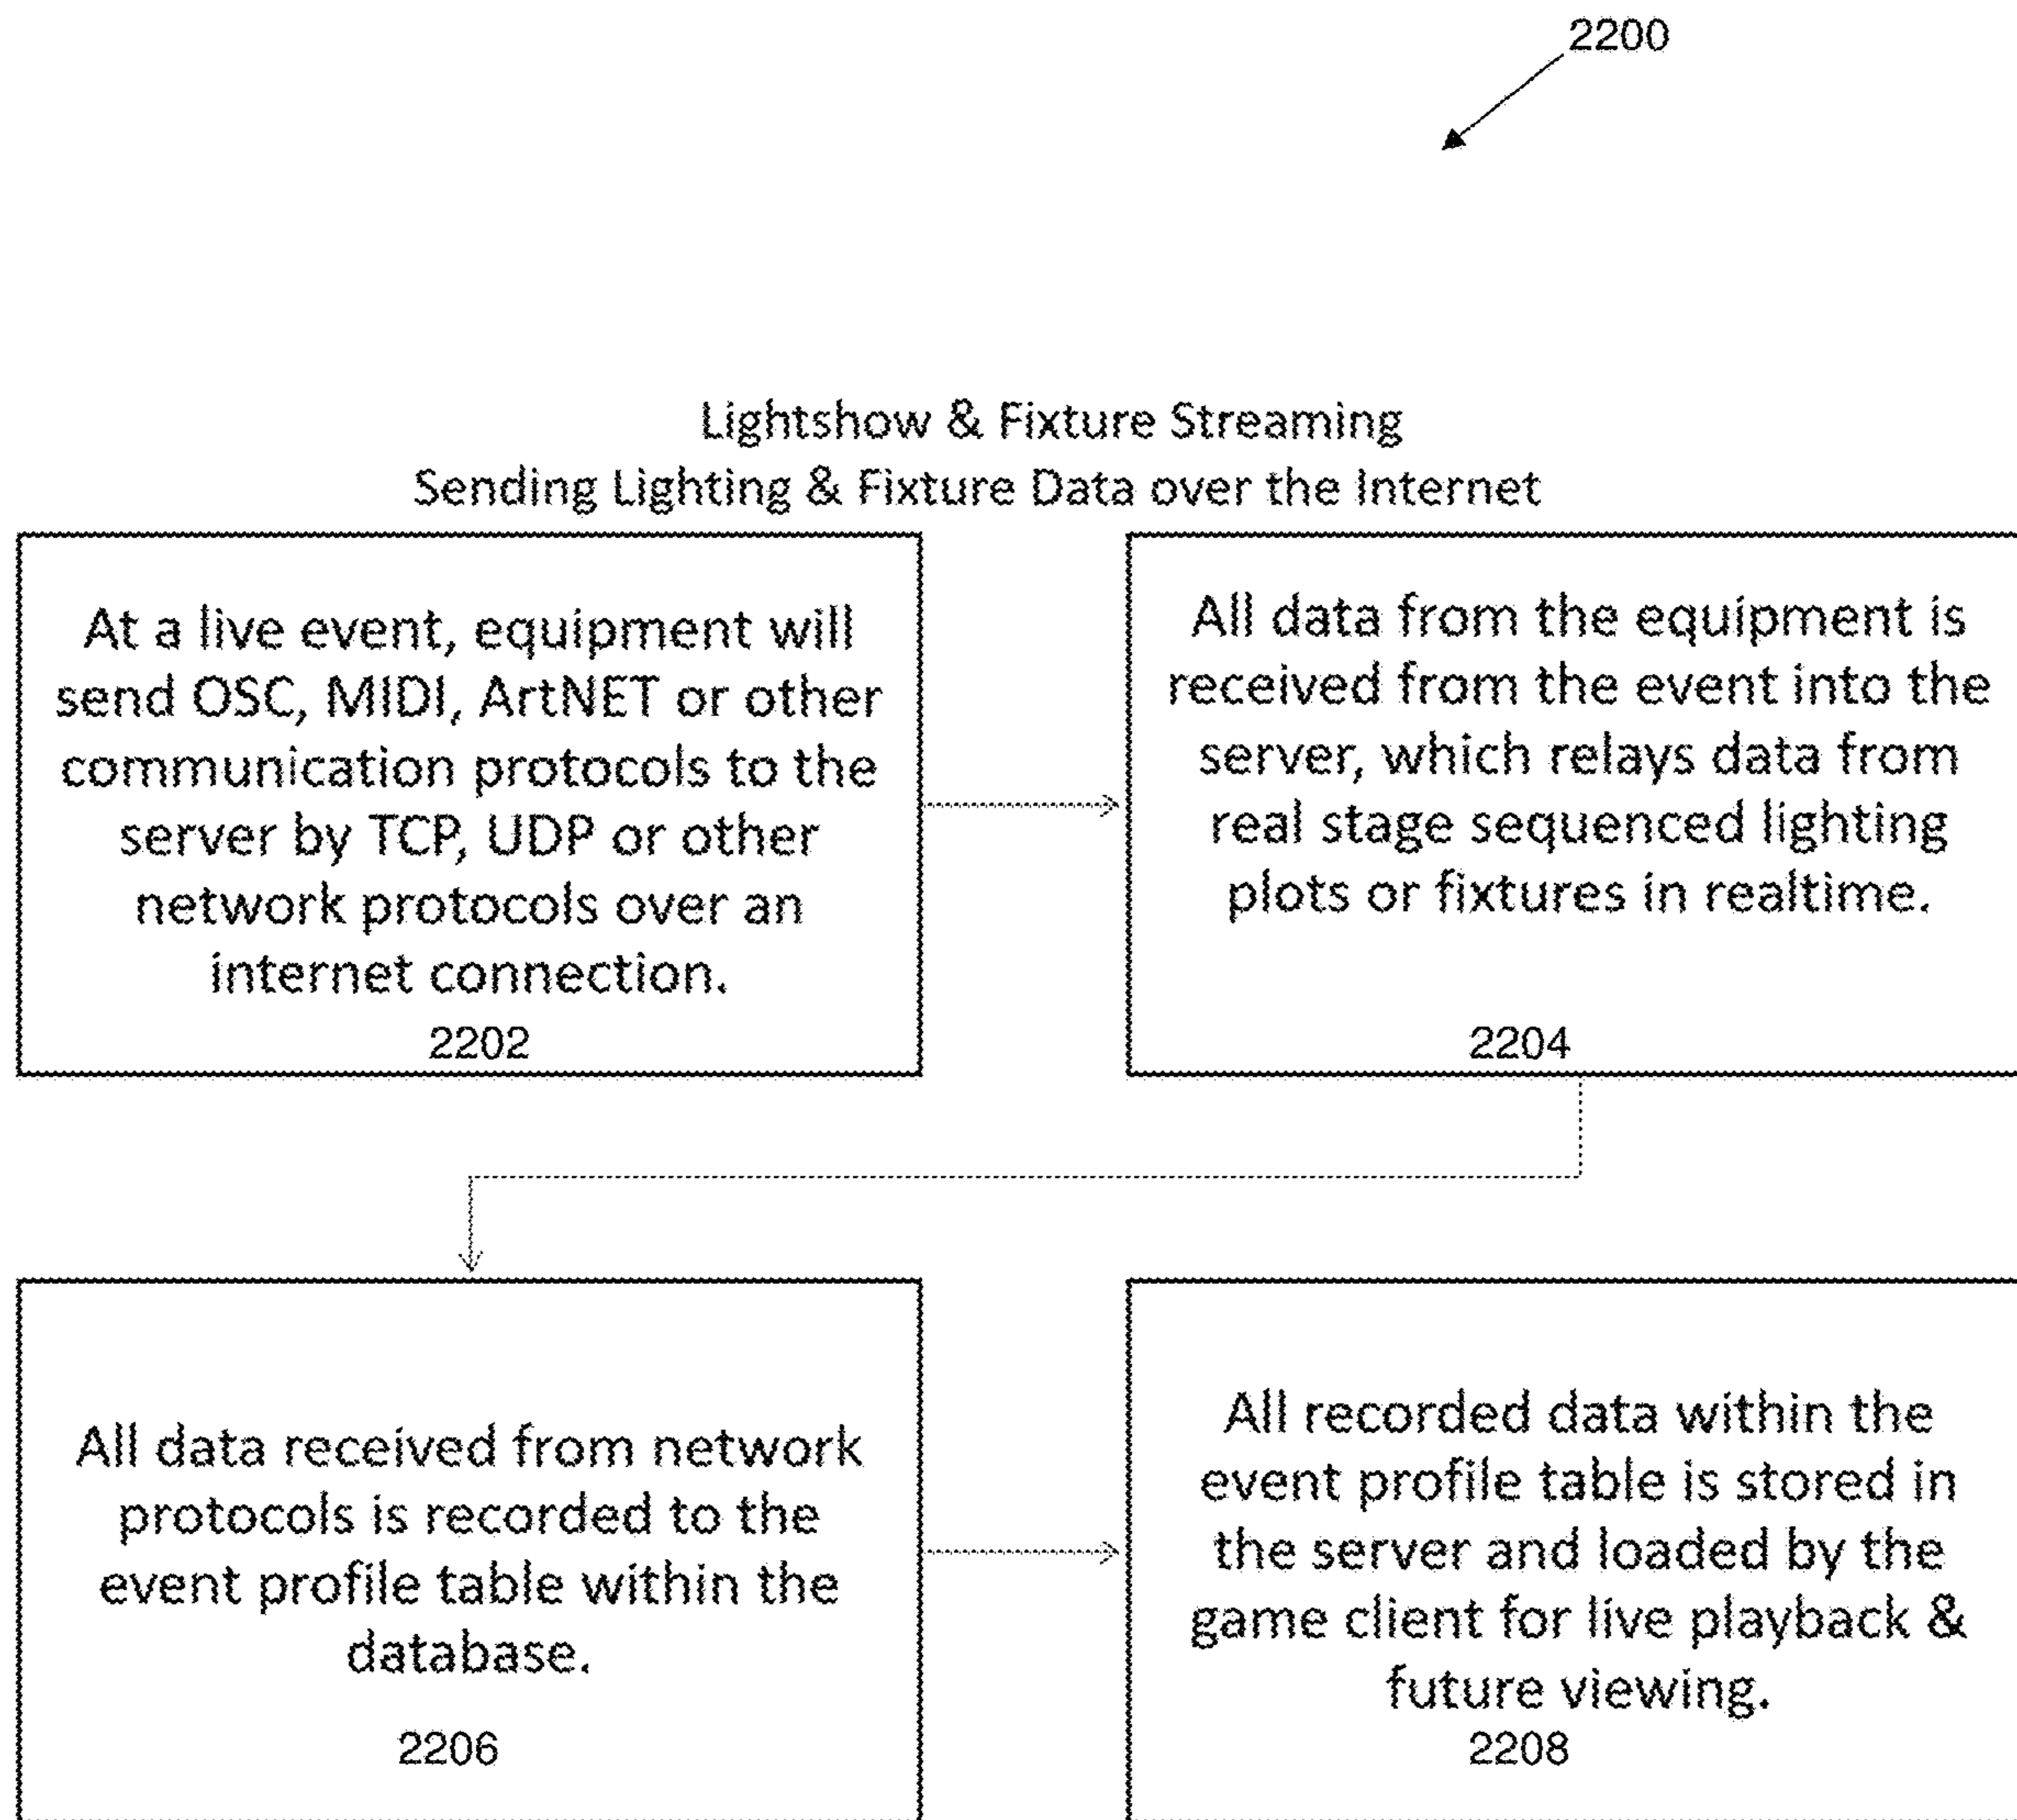 2200
Lightshow & Fixture Streaming
Sending Lighting & Fixture Data over the Internet
At a live event, equipment will
send OSC, MIDI, ArtNET or other
communication protocols to the
server by TCP, UDP or other
network protocols over an
internet connection.
2202
All data from the equipment is
received from the event into the
server, which relays data from
real stage sequenced lighting
plots or fixtures in realtime.
2204
All data received from network
protocols is recorded to the
event profile table within the
database.
2206
All recorded data within the
event profile table is stored in
the server and loaded by the
game client for live playback &
future viewing.
2208